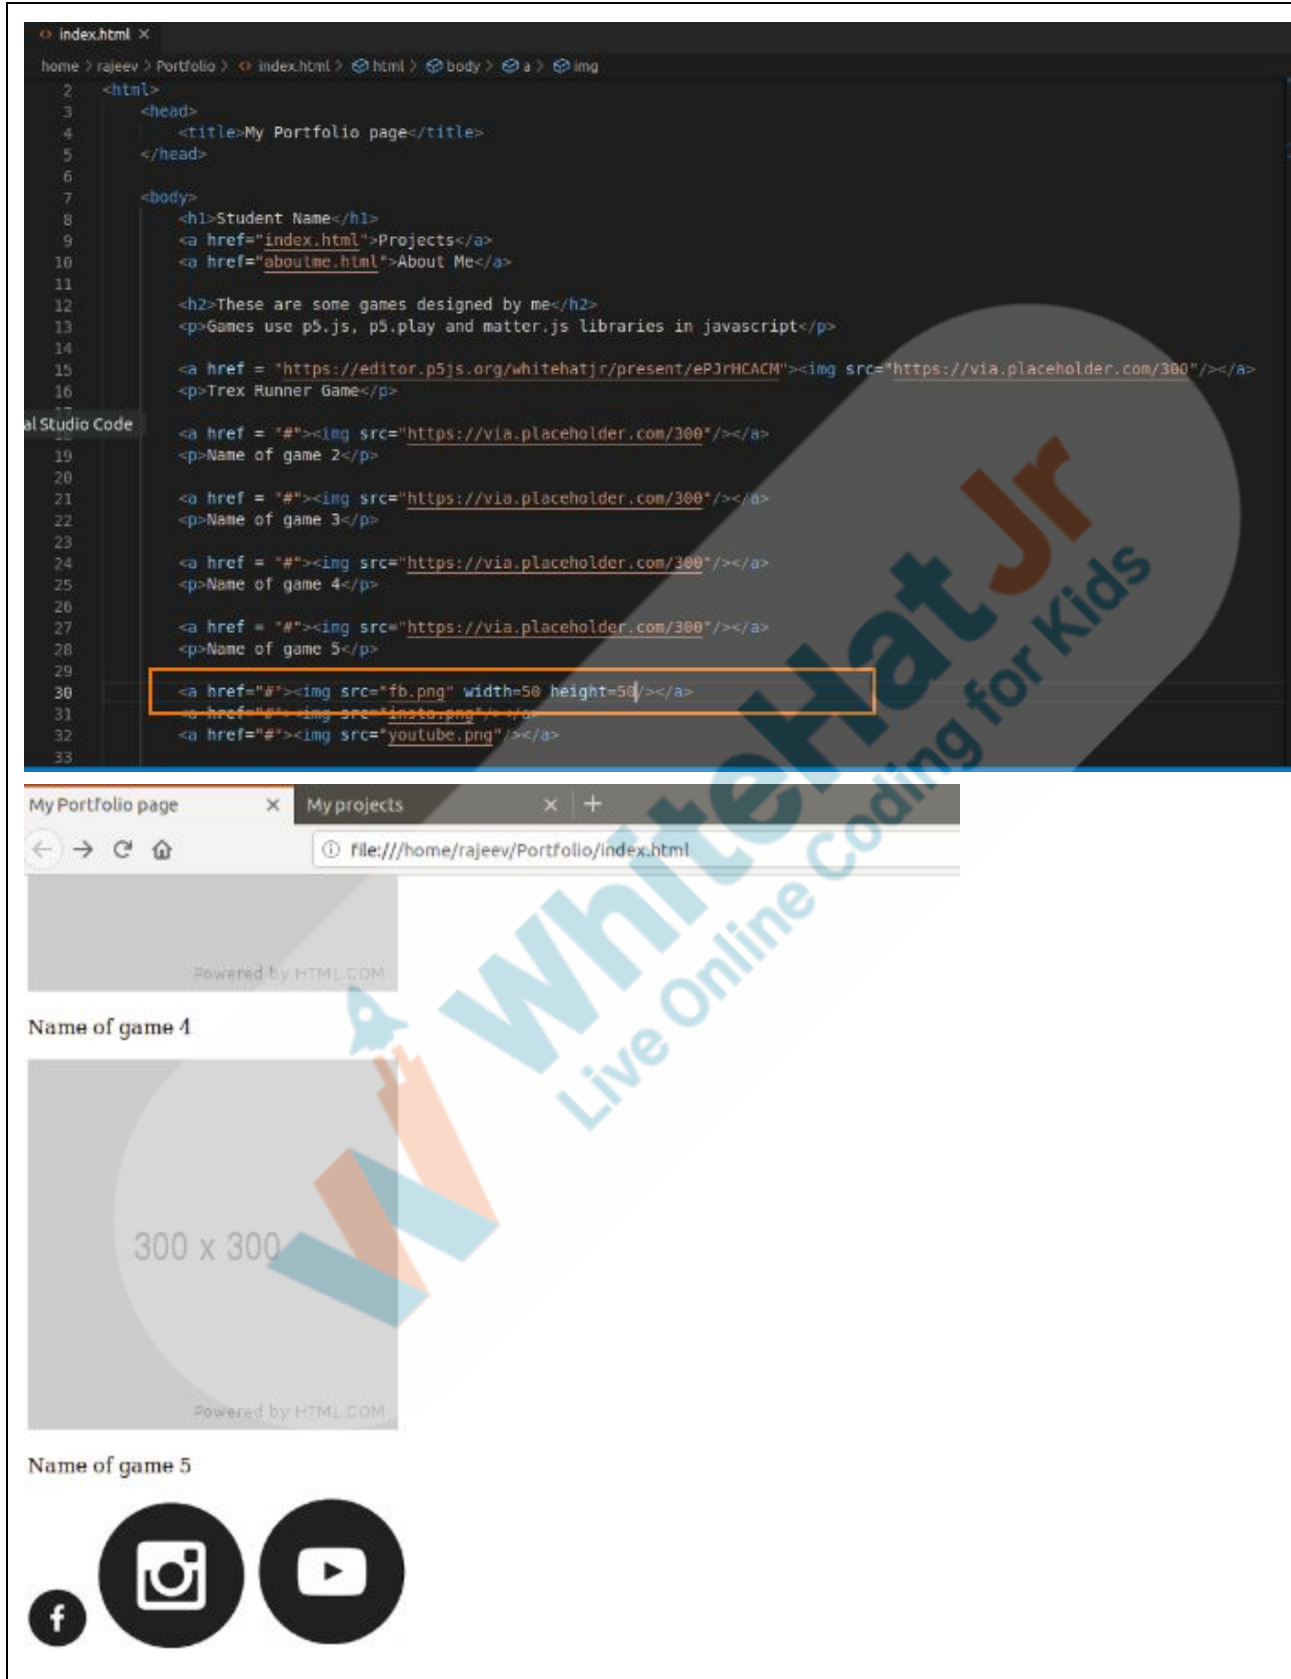 index.html ×
home > rajeev > Portfolio > index.html > html > body > a > img
2 <html>
3 <head>
4 <title>My Portfolio page</title>
5 </head>
6
7 <body>
8 <h1>Student Name</h1>
9 <a href="index.html">Projects</a>
10 <a href="aboutme.html">About Me</a>
11
12 <h2>These are some games designed by me</h2>
13 <p>Games use p5.js, p5.play and matter.js libraries in javascript</p>
14
15 <a href = "https://editor.p5js.org/whitehatjr/present/ePJrHCACM"><img src="https://via.placeholder.com/300"/></a>
16 <p>Trex Runner Game</p>
al Studio Code
<a href = "#"><img src="https://via.placeholder.com/300"/></a>
19 <p>Name of game 2</p>
20
21 <a href = "#"><img src="https://via.placeholder.com/300"/></a>
22 <p>Name of game 3</p>
23
24 <a href = "#"><img src="https://via.placeholder.com/300"/></a>
25 <p>Name of game 4</p>
26
27 <a href = "#"><img src="https://via.placeholder.com/300"/></a>
28 <p>Name of game 5</p>
29
30 <a href="#"><img src="fb.png" width=50 height=50/></a>
31 <a href="#"><img src="insta.png"/></a>
32 <a href="#"><img src="youtube.png"/></a>
33
My Portfolio page × My projects × +
file:///home/rajeev/Portfolio/index.html
Powered by HTML.COM
Name of game 4
300 x 300
Powered by HTML.COM
Name of game 5
WhiteHat Jr
Live Online Coding for Kids